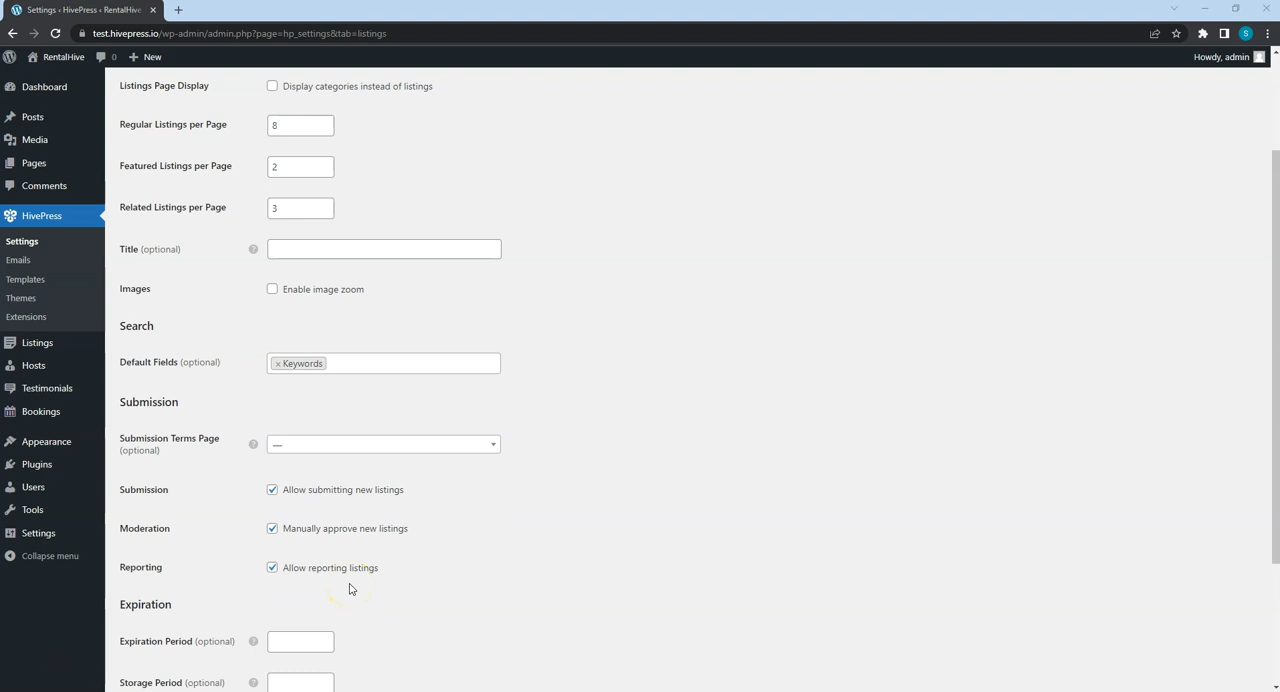 Settings ‹ HivePress ‹ RentalHive
test.hivepress.io/wp-admin/admin.php?page=hp_settings&tab=listings
S
RentalHive
0
New
Howdy, admin
Dashboard
Posts
Media
Pages
Comments
HivePress
Settings
Emails
Templates
Themes
Extensions
Listings
Hosts
Testimonials
Bookings
Appearance
Plugins
Users
Tools
Settings
Collapse menu
Listings Page Display
Display categories instead of listings
Regular Listings per Page
8
Featured Listings per Page
2
Related Listings per Page
3
Title (optional)
?
Images
Enable image zoom
Search
Default Fields (optional)
× Keywords
Submission
Submission Terms Page
(optional)
?
—
Submission
Allow submitting new listings
Moderation
Manually approve new listings
Reporting
Allow reporting listings
Expiration
Expiration Period (optional)
?
Storage Period (optional)
?